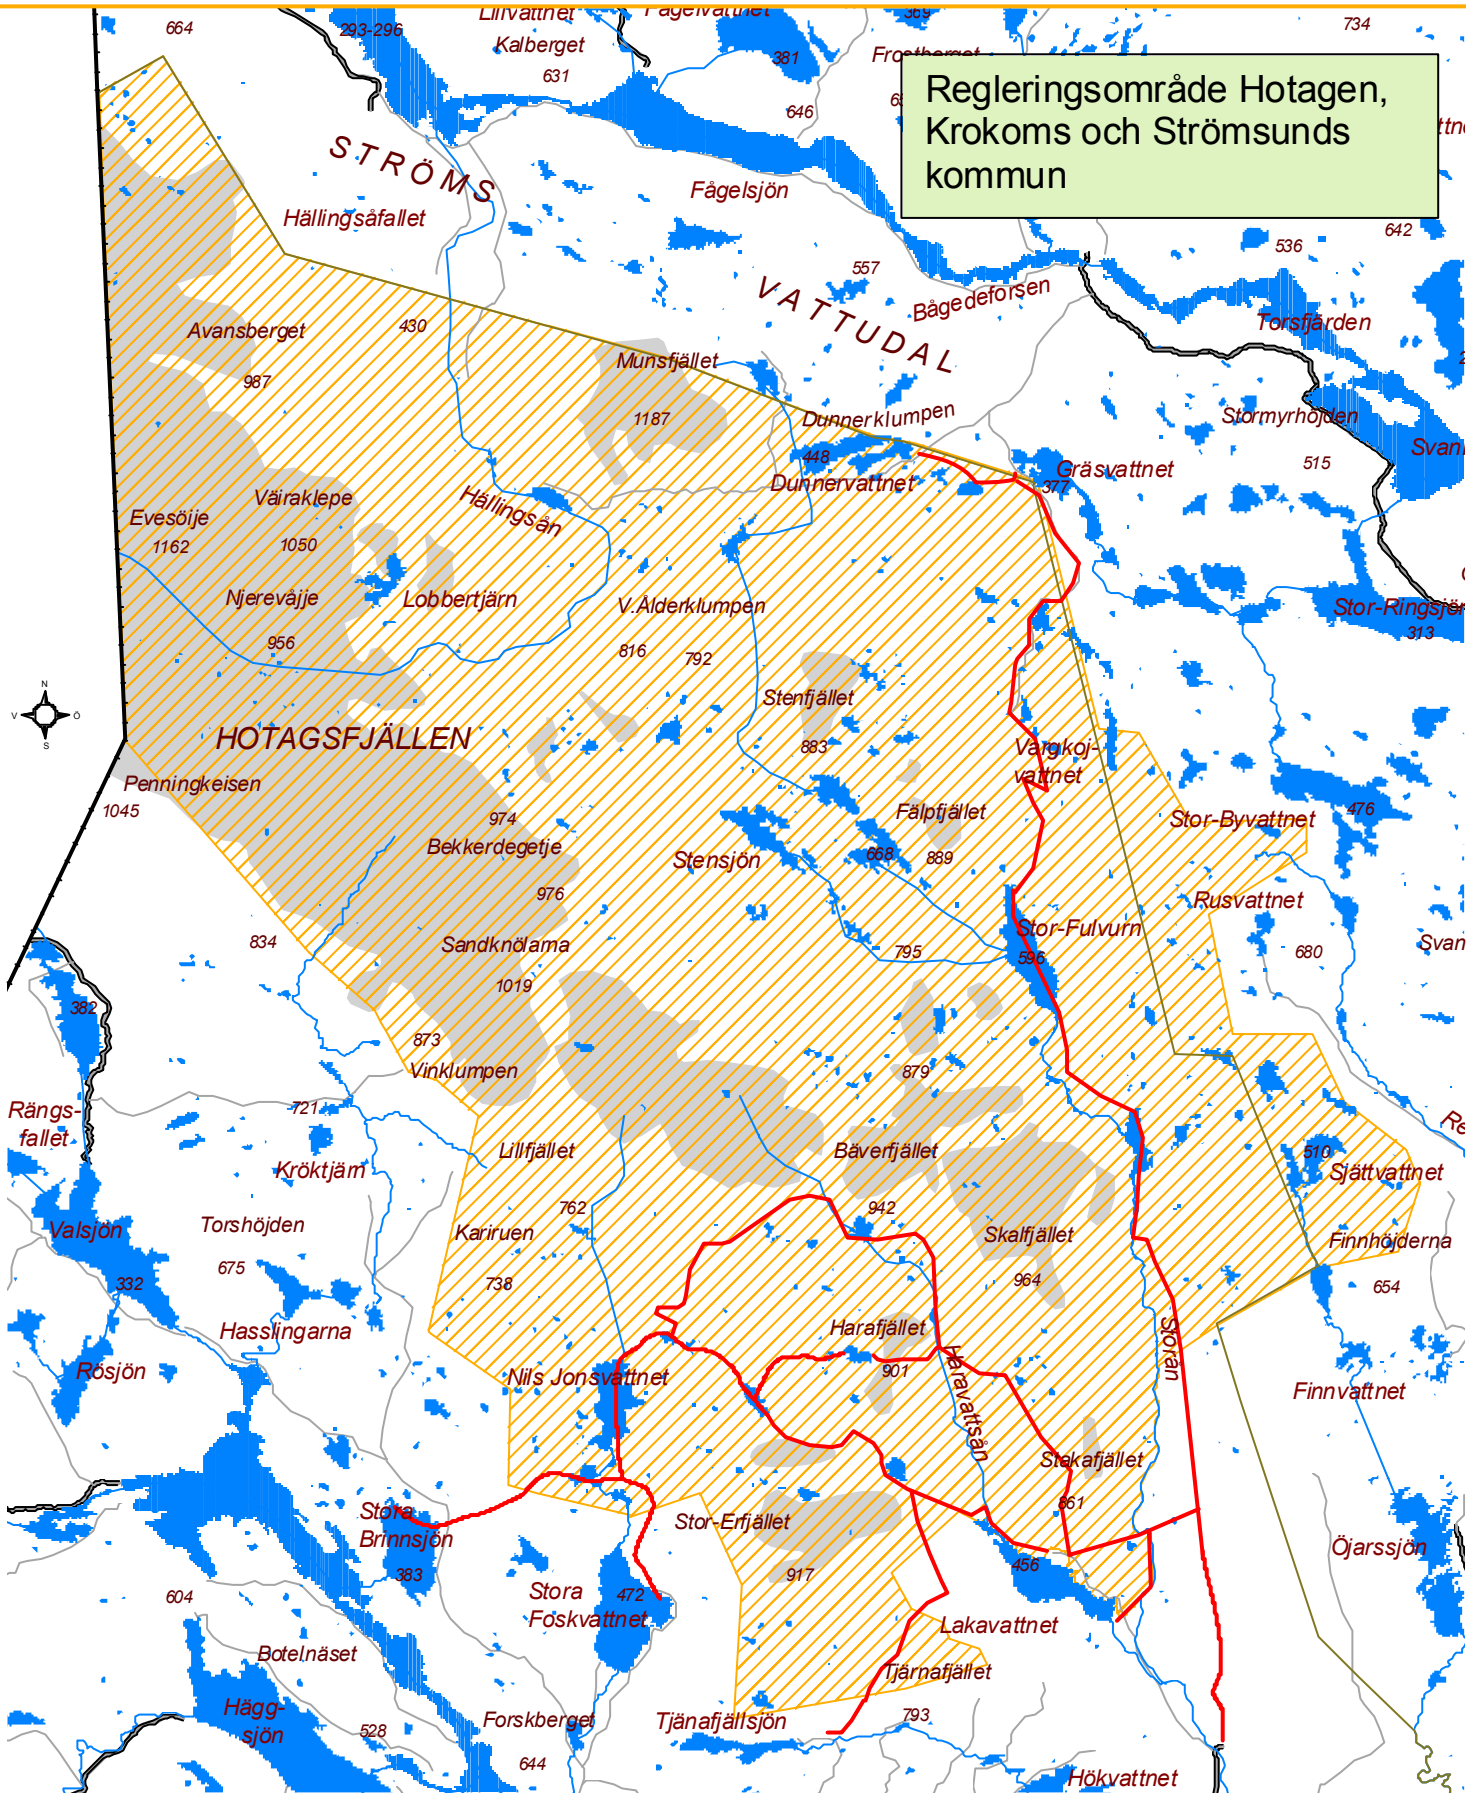 664
293-296
Lillvattnet
Fågelvattnet
369
734
Kalberget
631
381
Frostberget
646
Regleringsområde Hotagen,
Krokoms och Strömsunds
kommun
STRÖMS
Fågelsjön
Hällingsåfallet
642
536
557
VATTUDAL
Bågedeforsen
Torsfjärden
Avansberget
430
987
Munsfjället
1187
Dunnerklumpen
Stormyrhöjden
448
Dunnervattnet
Gräsvattnet
377
515
Väiraklepe
Hällingsån
Evesöije
1162
1050
Njerevåjje
Lobbertjärn
V.Ålderklumpen
Stor-Ringsjön
313
956
816
792
N
V
Ö
S
Stenfjället
883
HOTAGSFJÄLLEN
Vargkoj-
vattnet
Penningkeisen
1045
974
Bekkerdegetje
Fälpfjället
Stor-Byvattnet
476
Stensjön
668
889
976
Rusvattnet
834
Sandknölarna
795
Stor-Fulvurn
596
680
Svan
1019
382
873
Vinklumpen
879
Rängs-
fallet
721
Kröktjärn
Lillfjället
Bäverfjället
510
Sjättvattnet
762
942
Valsjön
Torshöjden
Kariruen
Skalfjället
Finnhöjderna
675
332
738
964
654
Hasslingarna
Harafjället
Storån
Rösjön
Nils Jonsvattnet
901
Haravattsån
Finnvattnet
Stakafjället
861
Stora
Brinnsjön
383
Stor-Erfjället
Öjarssjön
917
456
604
Stora
Foskvattnet
472
Lakavattnet
Botelnäset
Tjärnafjället
Hägg-
sjön
528
Forskberget
Tjänafjällsjön
793
644
Hökvattnet